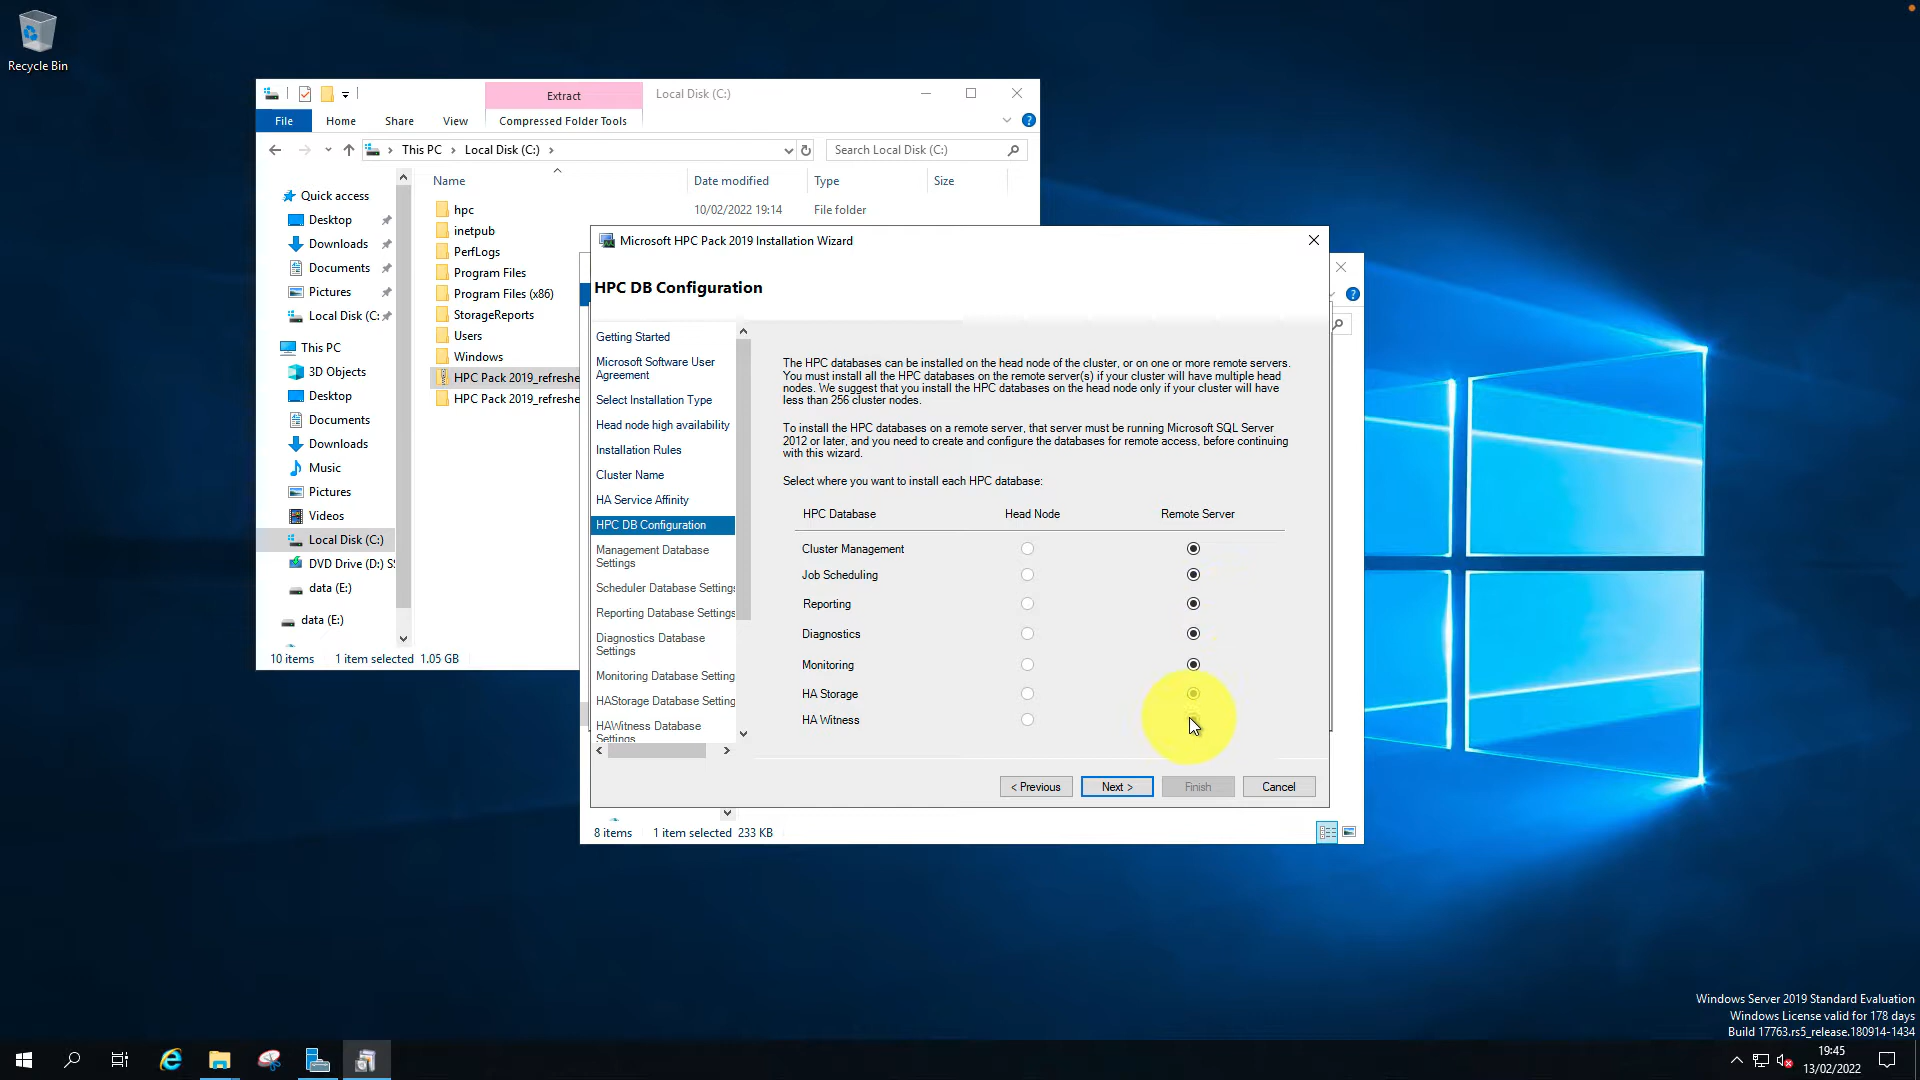 Recycle Bin
Extract
Local Disk (C:)
File
Home
Share
View
Compressed Folder Tools
This PC
Local Disk (C:)
Search Local Disk (C:)
Name
Date modified
Type
Size
Quick access
Desktop
Downloads
Documents
Pictures
Local Disk (C:
This PC
3D Objects
Desktop
Documents
Downloads
Music
Pictures
Videos
Local Disk (C:)
DVD Drive (D:) S
data (E:)
data (E:)
hpc
10/02/2022 19:14
File folder
inetpub
PerfLogs
Program Files
Program Files (x86)
StorageReports
Users
Windows
HPC Pack 2019_refreshe
HPC Pack 2019_refreshe
10 items
1 item selected 1.05 GB
Microsoft HPC Pack 2019 Installation Wizard
HPC DB Configuration
Getting Started
Microsoft Software User
Agreement
Select Installation Type
Head node high availability
Installation Rules
Cluster Name
HA Service Affinity
HPC DB Configuration
Management Database
Settings
Scheduler Database Settings
Reporting Database Settings
Diagnostics Database
Settings
Monitoring Database Setting
HAStorage Database Setting
HAWitness Database
Settings
The HPC databases can be installed on the head node of the cluster, or on one or more remote servers.
You must install all the HPC databases on the remote server(s) if your cluster will have multiple head
nodes. We suggest that you install the HPC databases on the head node only if your cluster will have
less than 256 cluster nodes.
To install the HPC databases on a remote server, that server must be running Microsoft SQL Server
2012 or later, and you need to create and configure the databases for remote access, before continuing
with this wizard.
Select where you want to install each HPC database:
HPC Database
Head Node
Remote Server
Cluster Management
Job Scheduling
Reporting
Diagnostics
Monitoring
HA Storage
HA Witness
< Previous
Next >
Finish
Cancel
8 items
1 item selected 233 KB
Windows Server 2019 Standard Evaluation
Windows License valid for 178 days
Build 17763.rs5_release.180914-1434
19:45
13/02/2022